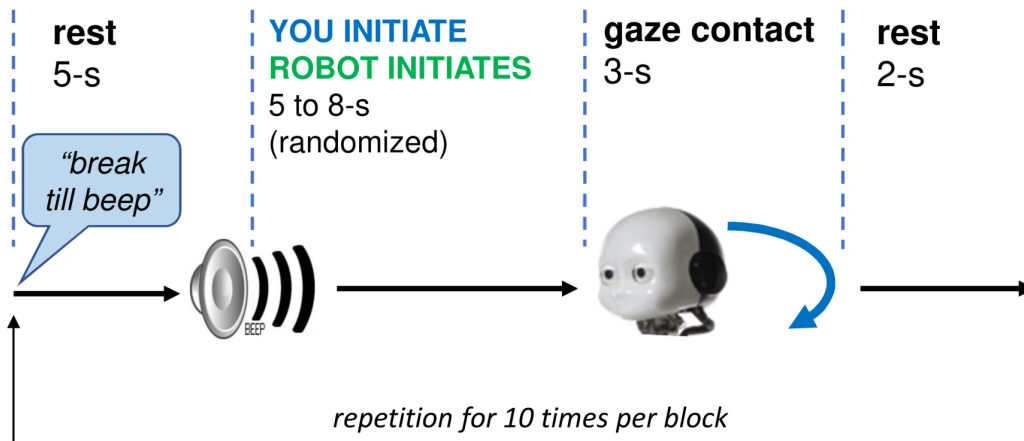 rest
5-s
YOU INITIATE
ROBOT INITIATES
5 to 8-s
(randomized)
gaze contact
3-s
rest
2-s
“break
till beep”
BEEP
repetition for 10 times per block